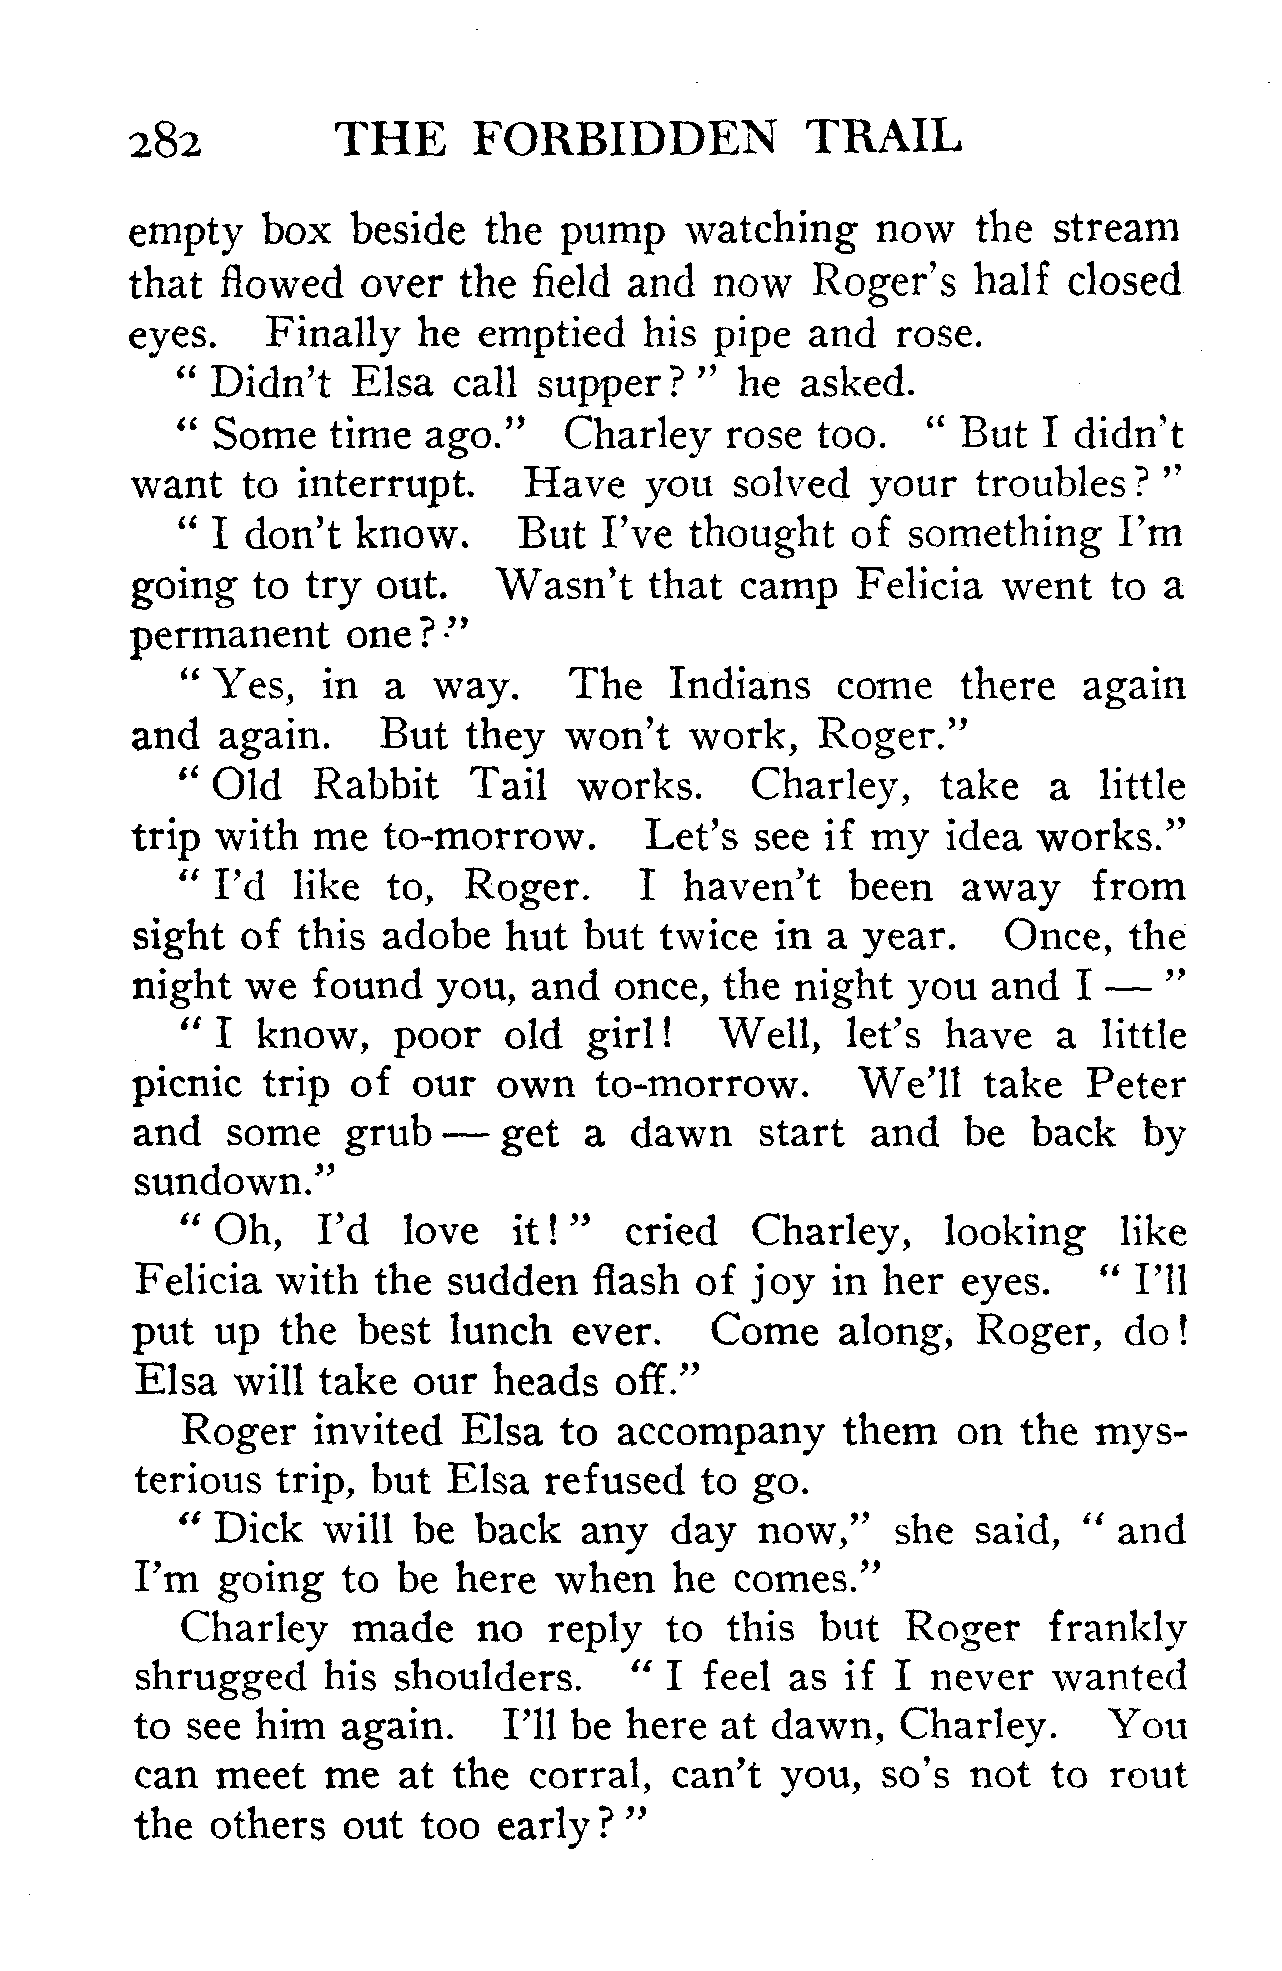 282 THE FORBIDDEN TRAIL
empty box beside the pump watching now the stream
that flowed over the field and now Roger's half closed
eyes. Finally he emptied his pipe and rose.
" Didn't Elsa call supper? " he asked.
" Some time ago." Charley rose too. " But I didn't
want to interrupt. Have you solved your troubles? "
" I don't know. But I've thought of something I'm
going to try out. Wasn't that camp Felicia went to a
permanent one? "
" Yes, in a way. The Indians come there again
and again. But they won't work, Roger."
" Old Rabbit Tail works. Charley, take a little
trip with me to-morrow. Let's see if my idea works."
" I'd like to, Roger. I haven't been away from
sight of this adobe hut but twice in a year. Once, the
night we found you, and once, the night you and I — "
" I know, poor old girl! Well, let's have a little
picnic trip of our own to-morrow. We'll take Peter
and some grub — get a dawn start and be back by
sundown."
" Oh, I'd love it! " cried Charley, looking like
Felicia with the sudden flash of joy in her eyes. " I'll
put up the best lunch ever. Come along, Roger, do!
Elsa will take our heads off."
Roger invited Elsa to accompany them on the mys-
terious trip, but Elsa refused to go.
" Dick will be back any day now," she said, " and
I'm going to be here when he comes."
Charley made no reply to this but Roger frankly
shrugged his shoulders. " I feel as if I never wanted
to see him again. I'll be here at dawn, Charley. You
can meet me at the corral, can't you, so's not to rout
the others out too early? "